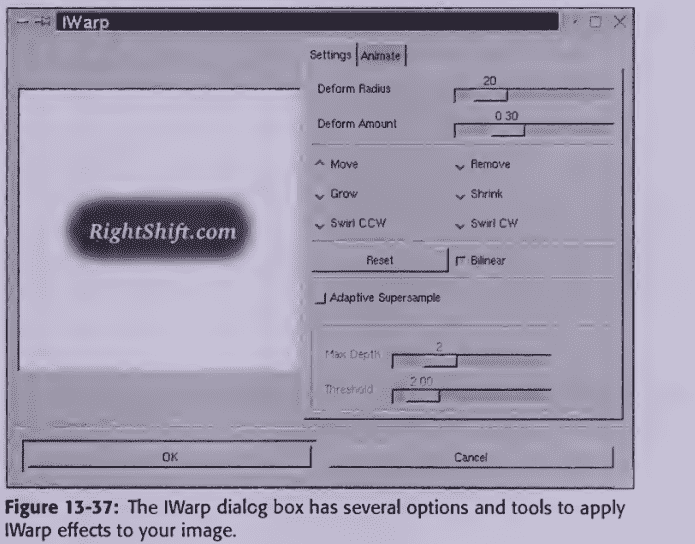 IWarp
Settings Animate
Deform Radius 20
Deform Amount 0.30
Move Remove
Grow Shrink
Swirl CCW Swirl CW
RightShift.com
Reset Bilinear
Adaptive Supersample
Max Depth 2
Threshold 2.00
OK Cancel
Figure 13-37: The IWarp dialog box has several options and tools to apply
IWarp effects to your image.